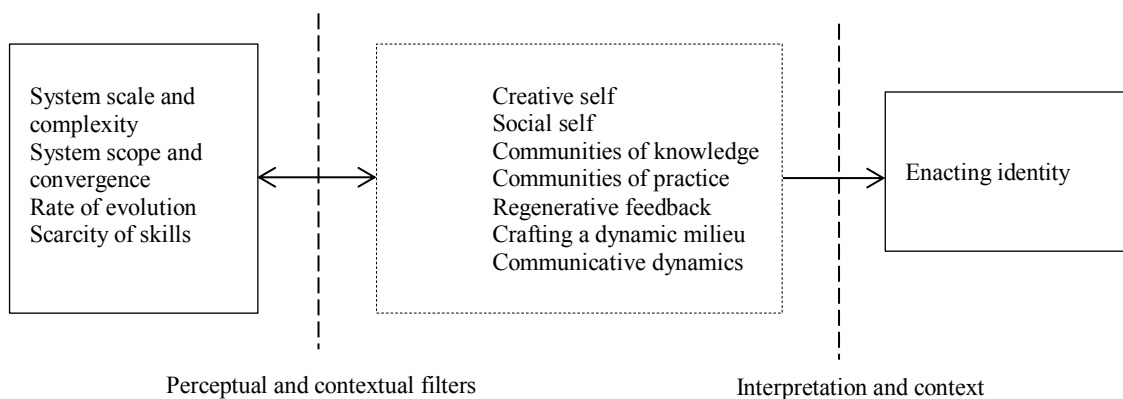 System scale and
complexity
System scope and
convergence
Rate of evolution
Scarcity of skills
Creative self
Social self
Communities of knowledge
Communities of practice
Regenerative feedback
Crafting a dynamic milieu
Communicative dynamics
Enacting identity
Perceptual and contextual filters
Interpretation and context